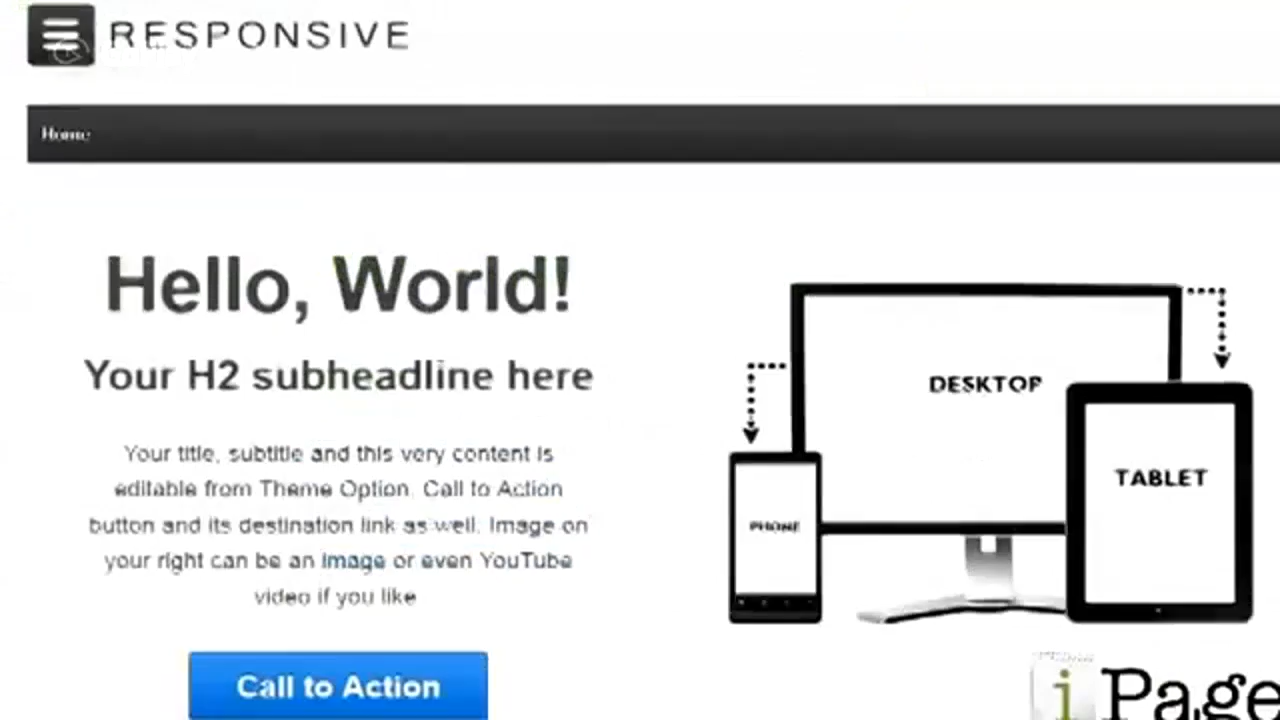 RESPONSIVE
Home
Hello, World!
Your H2 subheadline here
Your title, subtitle and this very content is
editable from Theme Option. Call to Action
button and its destination link as well. Image on
your right can be an image or even YouTube
video if you like
Call to Action
DESKTOP
TABLET
PHONE
iPage